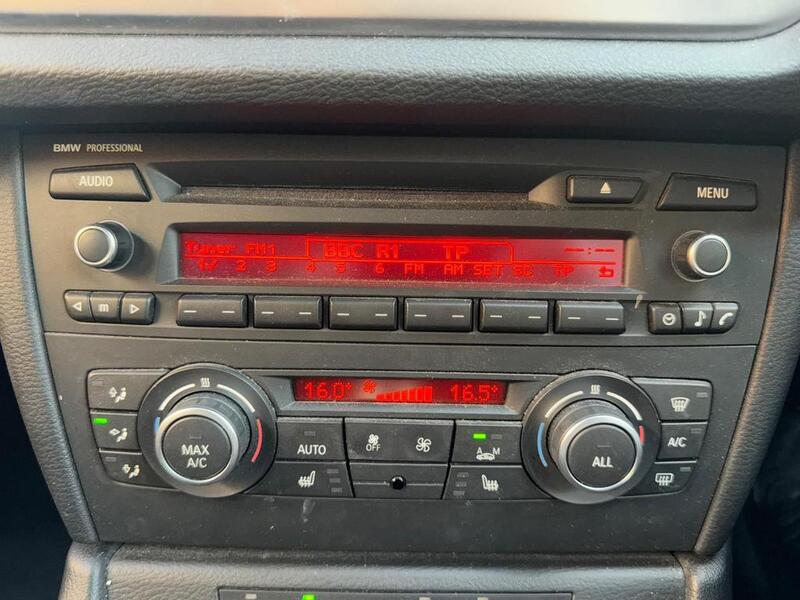 BMW PROFESSIONAL
AUDIO
MENU
Tuner FM1 BBC R1 TP --:--
1✓ 2 3 4 5 6 FM AM SET SC TP
m
16.0° 16.5°
MAX A/C
AUTO
OFF
A M
ALL
A/C